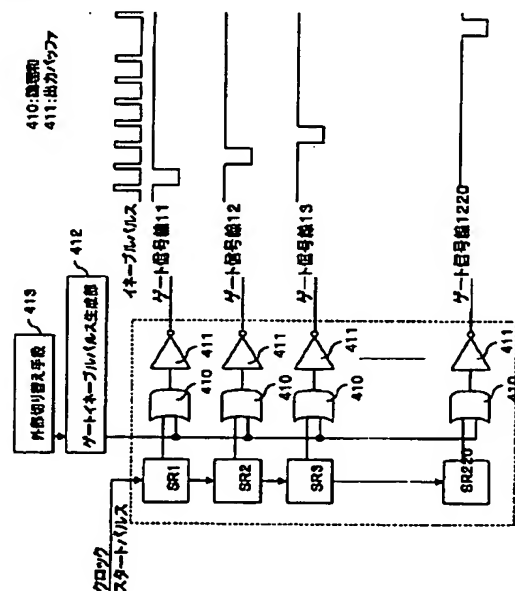 410:論理和
411:出力バッファ
外部切り替え手段
413
ゲートイネーブルパルス生成部
412
クロック
スタートパルス
イネーブルパルス
SR1
410
411
ゲート信号線11
SR2
410
411
ゲート信号線12
SR3
410
411
ゲート信号線13
SR220
410
411
ゲート信号線1220